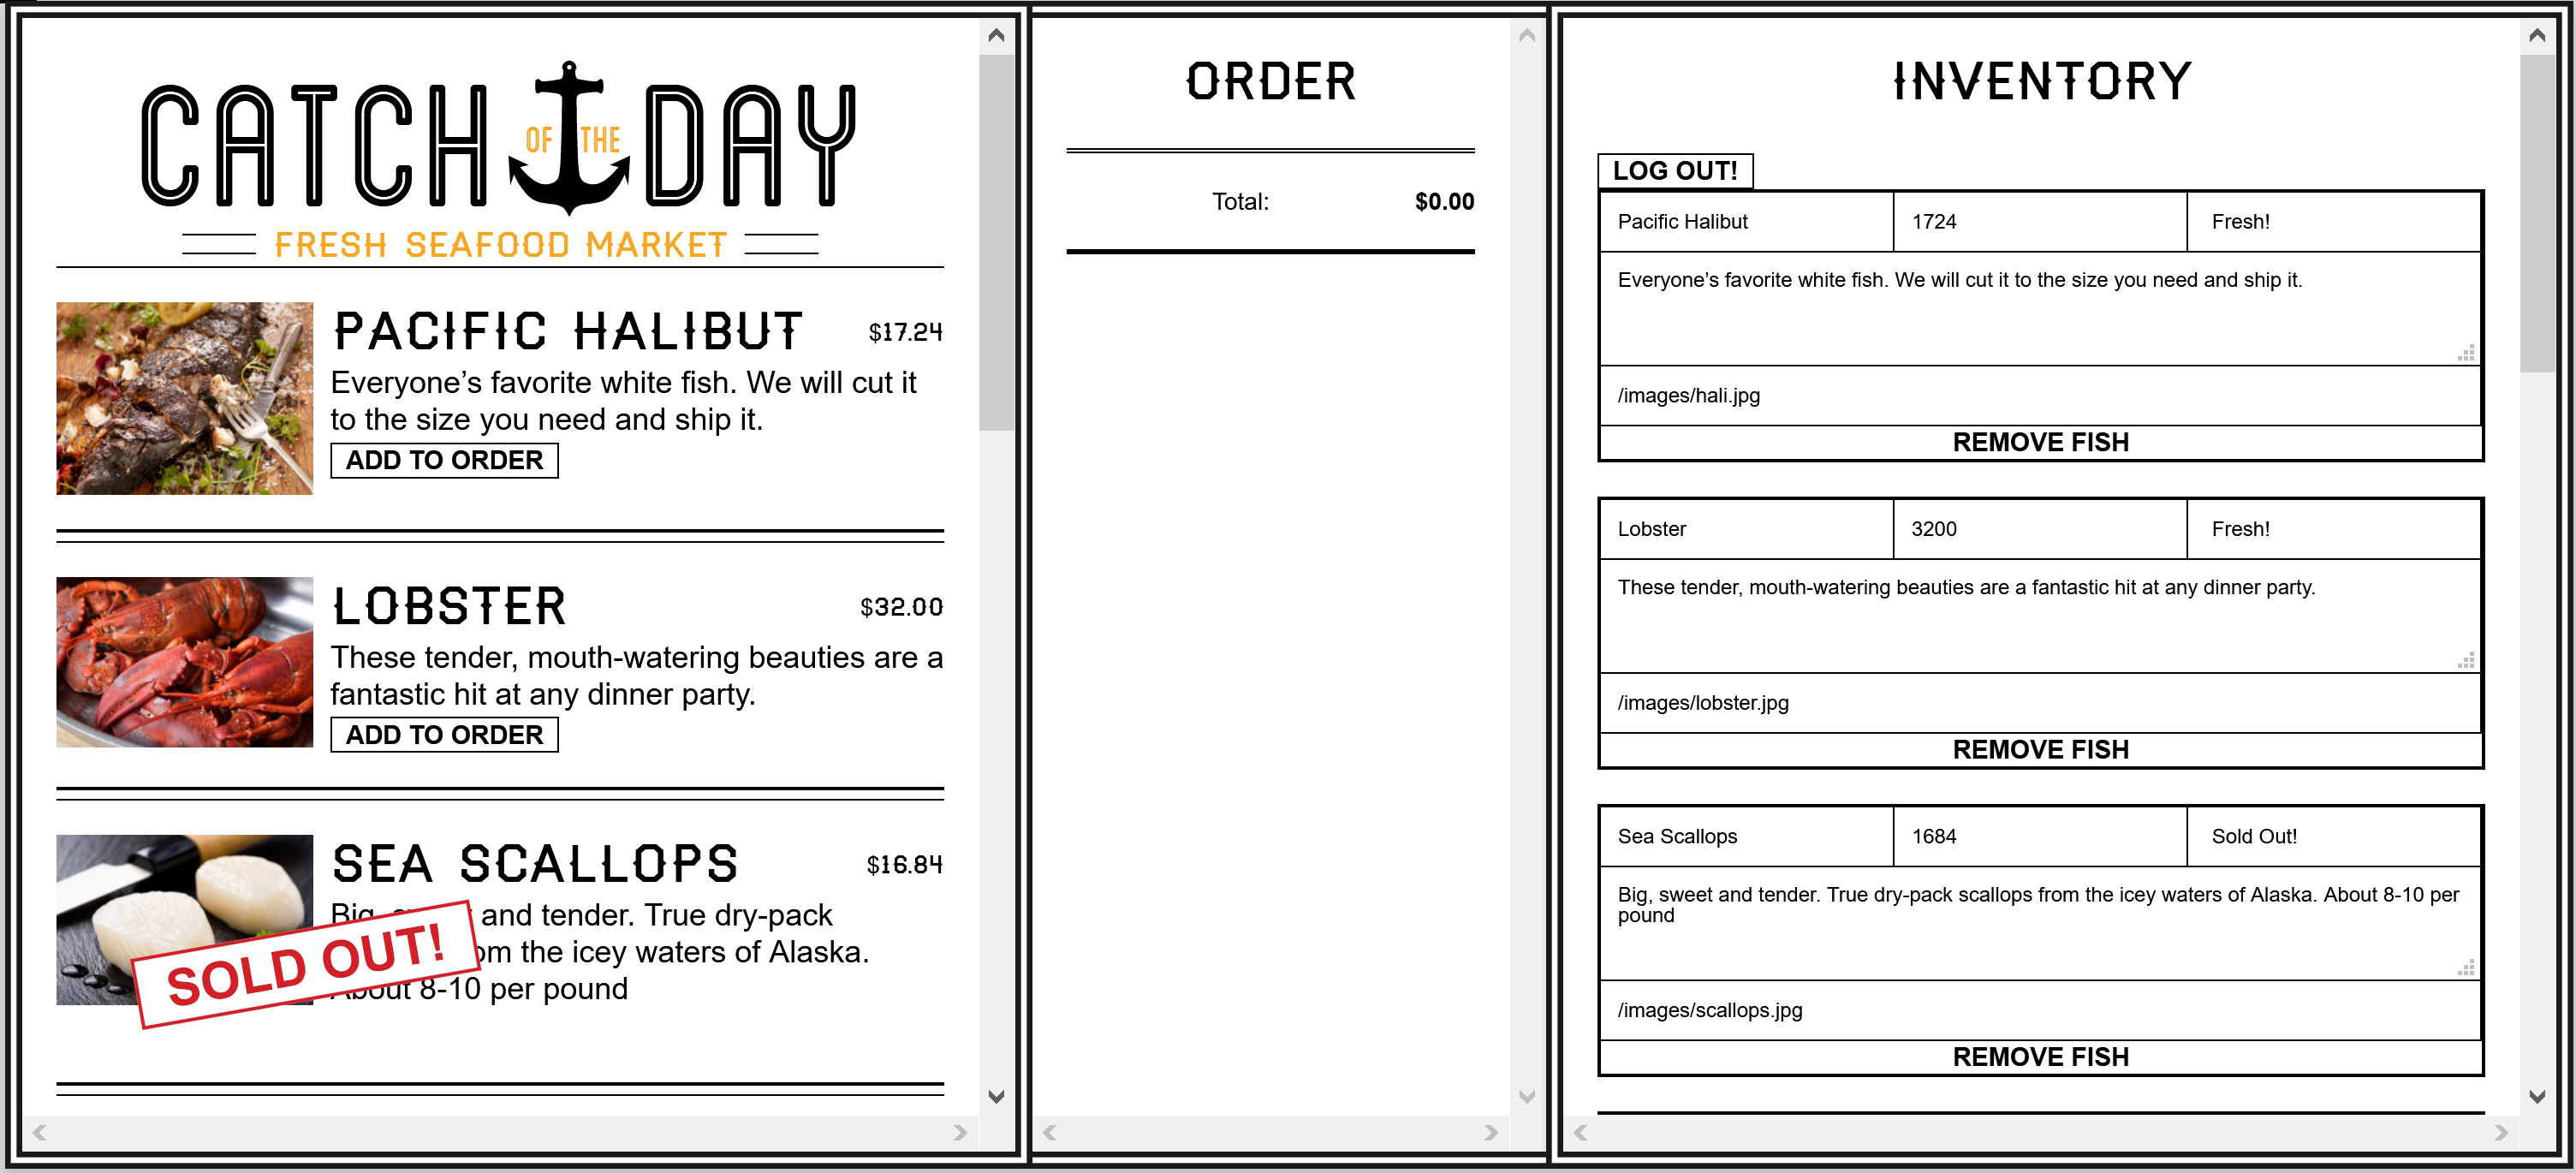 CATCH OF THE DAY
FRESH SEAFOOD MARKET
PACIFIC HALIBUT $17.24
Everyone’s favorite white fish. We will cut it
to the size you need and ship it.
ADD TO ORDER
LOBSTER $32.00
These tender, mouth-watering beauties are a
fantastic hit at any dinner party.
ADD TO ORDER
SEA SCALLOPS $16.84
Big, and tender. True dry-pack
the icey waters of Alaska.
About 8-10 per pound
SOLD OUT!
ORDER
Total: $0.00
INVENTORY
LOG OUT!
Pacific Halibut 1724 Fresh!
Everyone’s favorite white fish. We will cut it to the size you need and ship it.
/images/hali.jpg
REMOVE FISH
Lobster 3200 Fresh!
These tender, mouth-watering beauties are a fantastic hit at any dinner party.
/images/lobster.jpg
REMOVE FISH
Sea Scallops 1684 Sold Out!
Big, sweet and tender. True dry-pack scallops from the icey waters of Alaska. About 8-10 per
pound
/images/scallops.jpg
REMOVE FISH